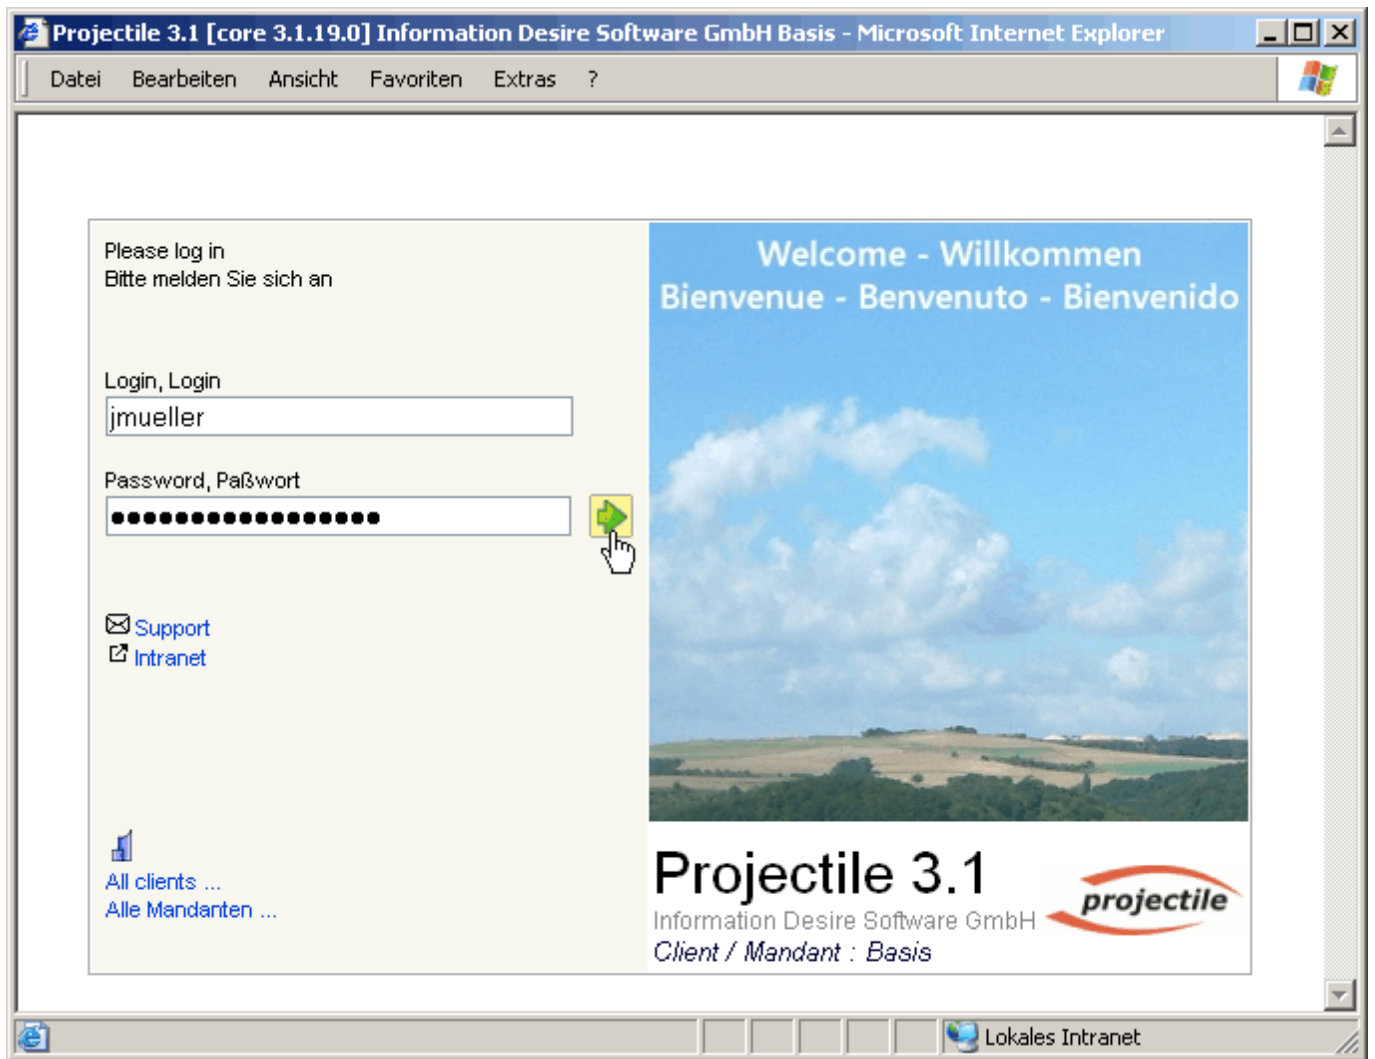 Projectile 3.1 [core 3.1.19.0] Information Desire Software GmbH Basis - Microsoft Internet Explorer
Datei Bearbeiten Ansicht Favoriten Extras ?
Please log in
Bitte melden Sie sich an
Login, Login
jmueller
Password, Paßwort
●●●●●●●●●●●●●●●●●
Support
Intranet
All clients ...
Alle Mandanten ...
Welcome - Willkommen
Bienvenue - Benvenuto - Bienvenido
Projectile 3.1
Information Desire Software GmbH
projectile
Client / Mandant : Basis
Lokales Intranet